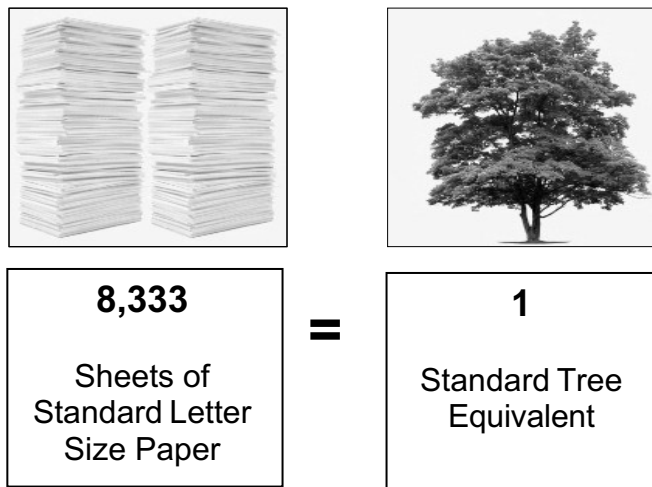 8,333
Sheets of
Standard Letter
Size Paper
=
1
Standard Tree
Equivalent